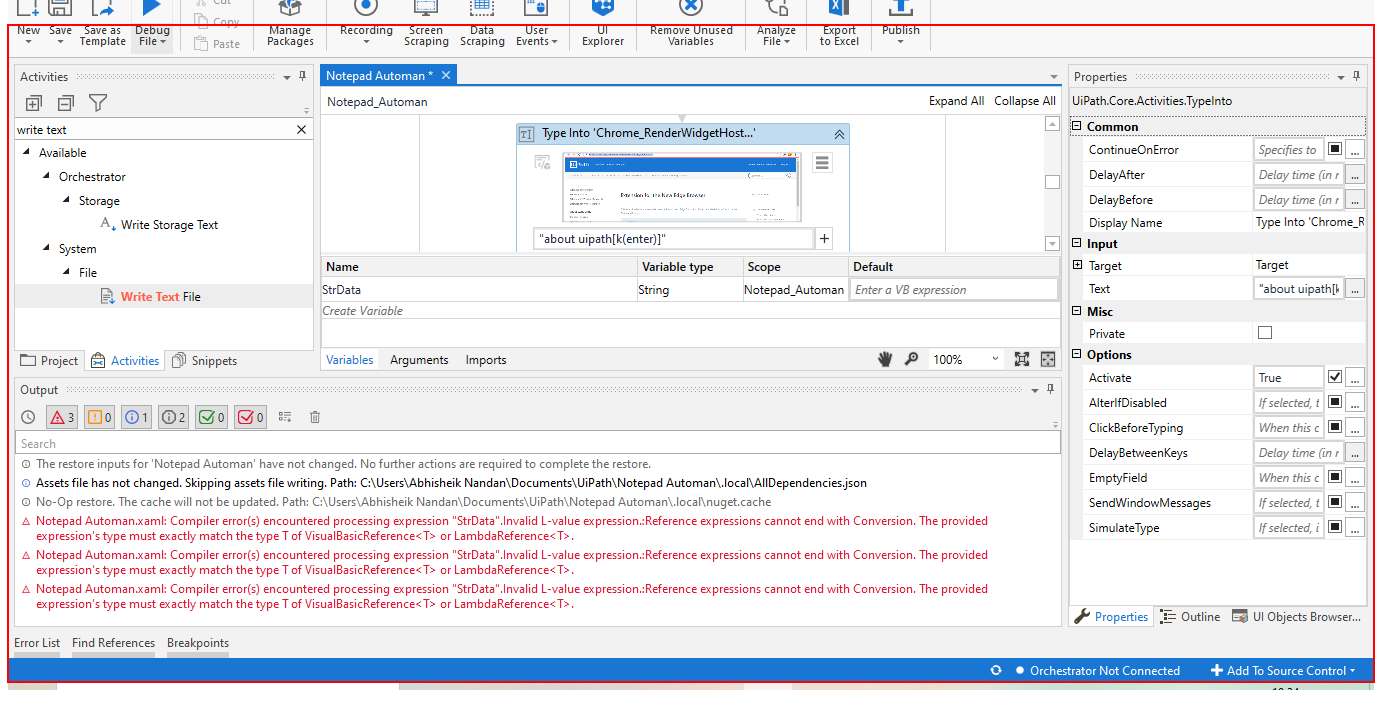 Cut
Copy
Paste
New Save Save as Template Debug File Manage Packages Recording Screen Scraping Data Scraping User Events UI Explorer Remove Unused Variables Analyze File Export to Excel Publish
Activities
write text
Available
Orchestrator
Storage
Write Storage Text
System
File
Write Text File
Project Activities Snippets
Notepad Automan *
Notepad_Automan Expand All Collapse All
Type Into 'Chrome_RenderWidgetHost...'
Extension for the New Edge Browser
"about uipath[k(enter)]"
Name Variable type Scope Default
StrData String Notepad_Automan Enter a VB expression
Create Variable
Variables Arguments Imports 100%
Properties
UiPath.Core.Activities.TypeInto
Common
ContinueOnError Specifies to ...
DelayAfter Delay time (in r ...
DelayBefore Delay time (in r ...
Display Name Type Into 'Chrome_R
Input
Target Target
Text "about uipath[k ...
Misc
Private
Options
Activate True ...
AlterIfDisabled If selected, t ...
ClickBeforeTyping When this c ...
DelayBetweenKeys Delay time (in r ...
EmptyField When this c ...
SendWindowMessages If selected, t ...
SimulateType If selected, i ...
Properties Outline UI Objects Browser...
Output
3 0 1 2 0 0
Search
The restore inputs for 'Notepad Automan' have not changed. No further actions are required to complete the restore.
Assets file has not changed. Skipping assets file writing. Path: C:\Users\Abhisheik Nandan\Documents\UiPath\Notepad Automan\.local\AllDependencies.json
No-Op restore. The cache will not be updated. Path: C:\Users\Abhisheik Nandan\Documents\UiPath\Notepad Automan\.local\nuget.cache
Notepad Automan.xaml: Compiler error(s) encountered processing expression "StrData".Invalid L-value expression.:Reference expressions cannot end with Conversion. The provided
expression's type must exactly match the type T of VisualBasicReference<T> or LambdaReference<T>.
Notepad Automan.xaml: Compiler error(s) encountered processing expression "StrData".Invalid L-value expression.:Reference expressions cannot end with Conversion. The provided
expression's type must exactly match the type T of VisualBasicReference<T> or LambdaReference<T>.
Notepad Automan.xaml: Compiler error(s) encountered processing expression "StrData".Invalid L-value expression.:Reference expressions cannot end with Conversion. The provided
expression's type must exactly match the type T of VisualBasicReference<T> or LambdaReference<T>.
Error List Find References Breakpoints
Orchestrator Not Connected Add To Source Control